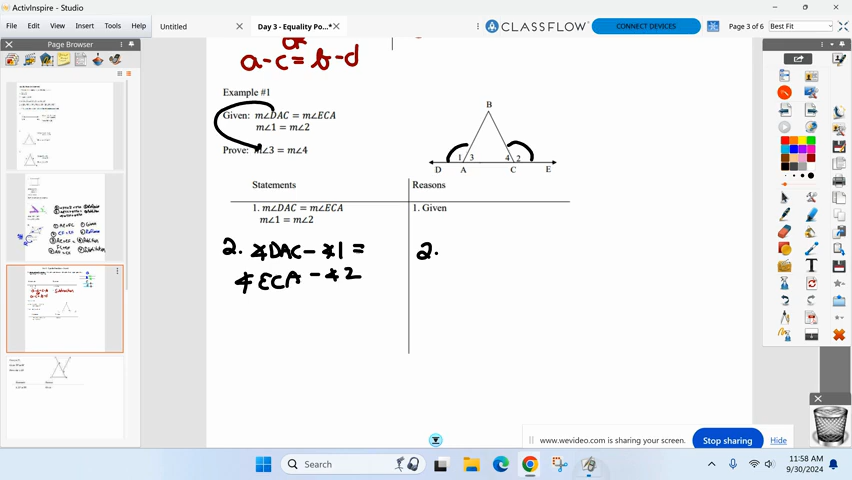 ActivInspire - Studio
File Edit View Insert Tools Help
Untitled
Day 3 - Equality Po...*
CLASSFLOW
CONNECT DEVICES
Page 3 of 6
Best Fit
a-c = b-d
Example #1
Given: m∠DAC = m∠ECA
m∠1 = m∠2
Prove: m∠3 = m∠4
B
1 3 4 2
D A C E
Statements Reasons
1. m∠DAC = m∠ECA 1. Given
m∠1 = m∠2
2. ∡DAC - ∡1 = 2.
∡ECA - ∡2
www.wevideo.com is sharing your screen.
Stop sharing
Hide
Search
11:58 AM
9/30/2024